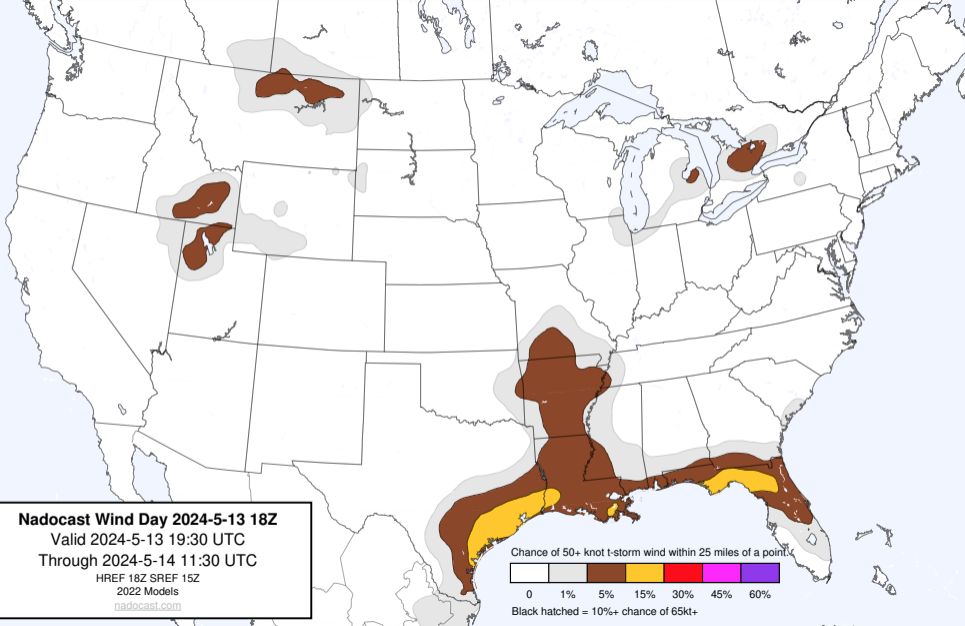 Nadocast Wind Day 2024-5-13 18Z
Valid 2024-5-13 19:30 UTC
Through 2024-5-14 11:30 UTC
HREF 18Z SREF 15Z
2022 Models
nadocast.com
Chance of 50+ knot t-storm wind within 25 miles of a point.
0 1% 5% 15% 30% 45% 60%
Black hatched = 10%+ chance of 65kt+